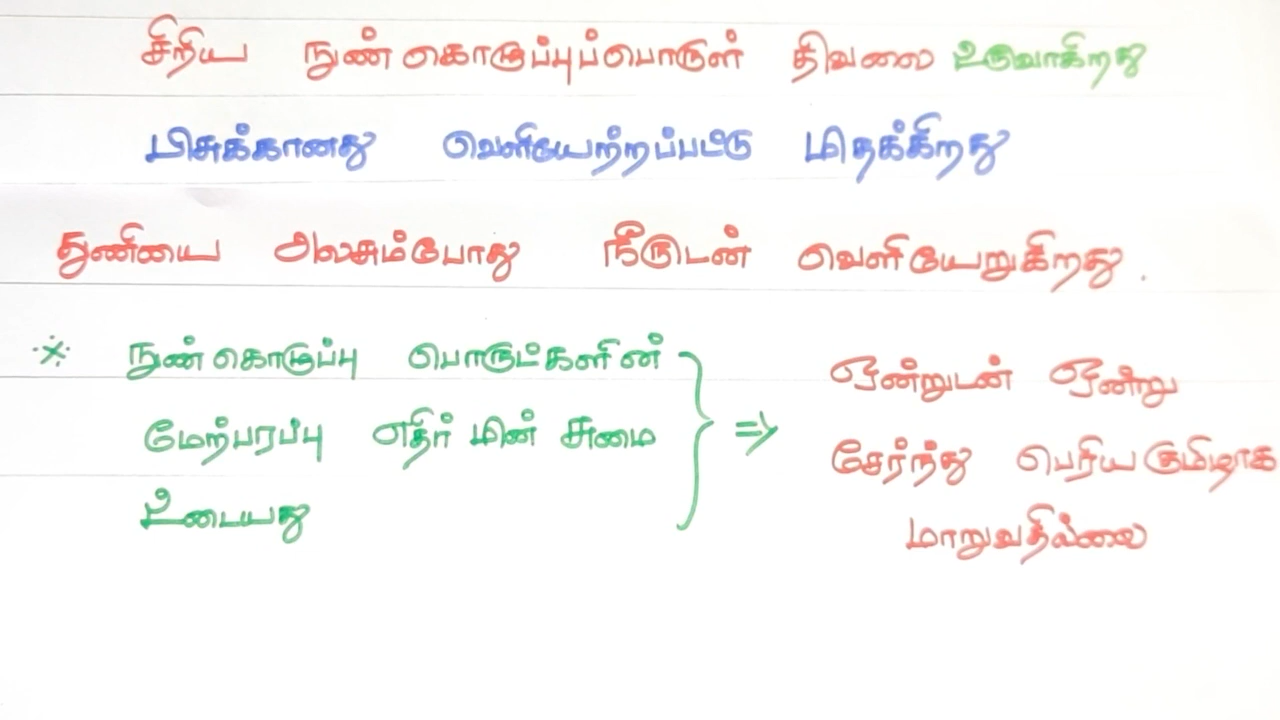 சிறிய நுண்கொழுப்புப்பொருள் திவலை உருவாகிறது
பிசுக்கானது வெளியேற்றப்பட்டு மிதக்கிறது
துணியை அலசும்போது நீருடன் வெளியேறுகிறது.
※ நுண்கொழுப்பு பொருட்களின்
மேற்பரப்பு எதிர் மின் சுமை
உடையது
⇒ ஒன்றுடன் ஒன்று
சேர்ந்து பெரிய குமிழாக
மாறுவதில்லை